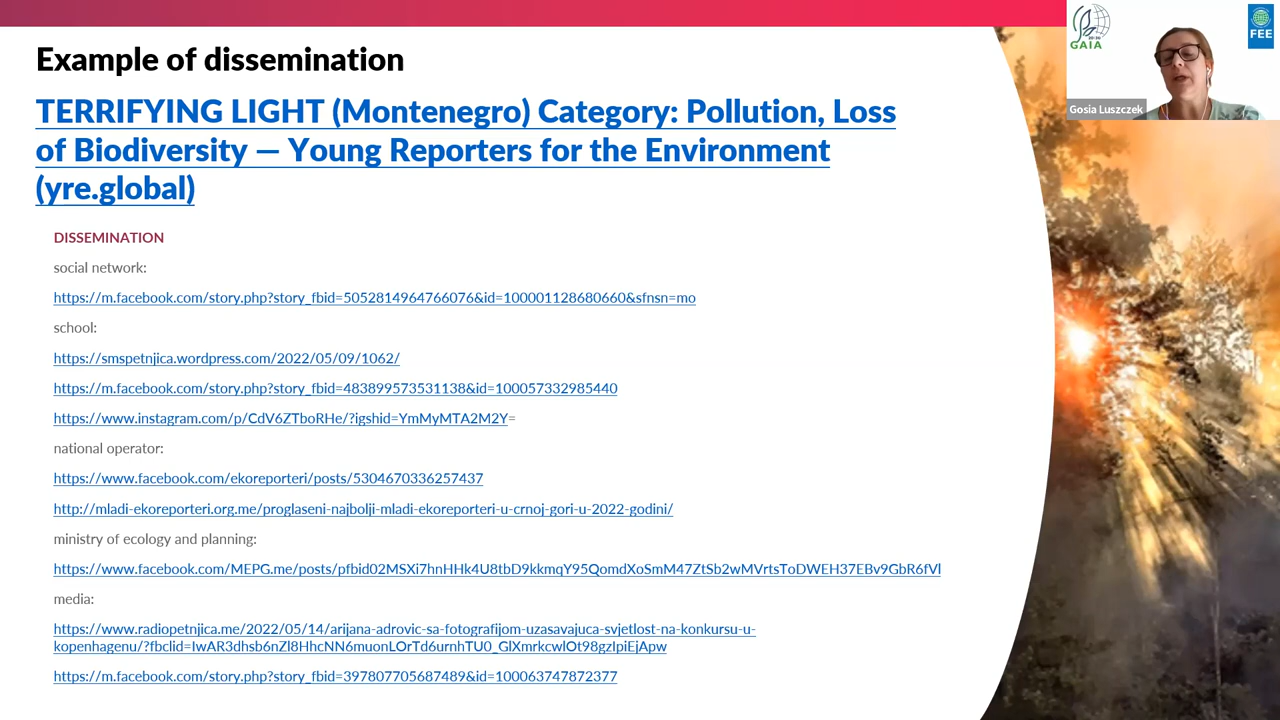 Example of dissemination
TERRIFYING LIGHT (Montenegro) Category: Pollution, Loss
of Biodiversity — Young Reporters for the Environment
(yre.global)
DISSEMINATION
social network:
https://m.facebook.com/story.php?story_fbid=5052814964766076&id=100001128680660&sfnsn=mo
school:
https://smspetnjica.wordpress.com/2022/05/09/1062/
https://m.facebook.com/story.php?story_fbid=483899573531138&id=100057332985440
https://www.instagram.com/p/CdV6ZTboRHe/?igshid=YmMyMTA2M2Y=
national operator:
https://www.facebook.com/ekoreporteri/posts/5304670336257437
http://mladi-ekoreporteri.org.me/proglaseni-najbolji-mladi-ekoreporteri-u-crnoj-gori-u-2022-godini/
ministry of ecology and planning:
https://www.facebook.com/MEPG.me/posts/pfbid02MSXi7hnHHk4U8tbD9kkmqY95QomdXoSmM47ZtSb2wMVrtsToDWEH37EBv9GbR6fVl
media:
https://www.radiopetnjica.me/2022/05/14/arijana-adrovic-sa-fotografijom-uzasavajuca-svjetlost-na-konkursu-u-
kopenhagenu/?fbclid=IwAR3dhsb6nZl8HhcNN6muonLOrTd6urnhTU0_GlXmrkcwlOt98gzIpiEjApw
https://m.facebook.com/story.php?story_fbid=397807705687489&id=100063747872377
GAIA
FEE
Gosia Luszczek